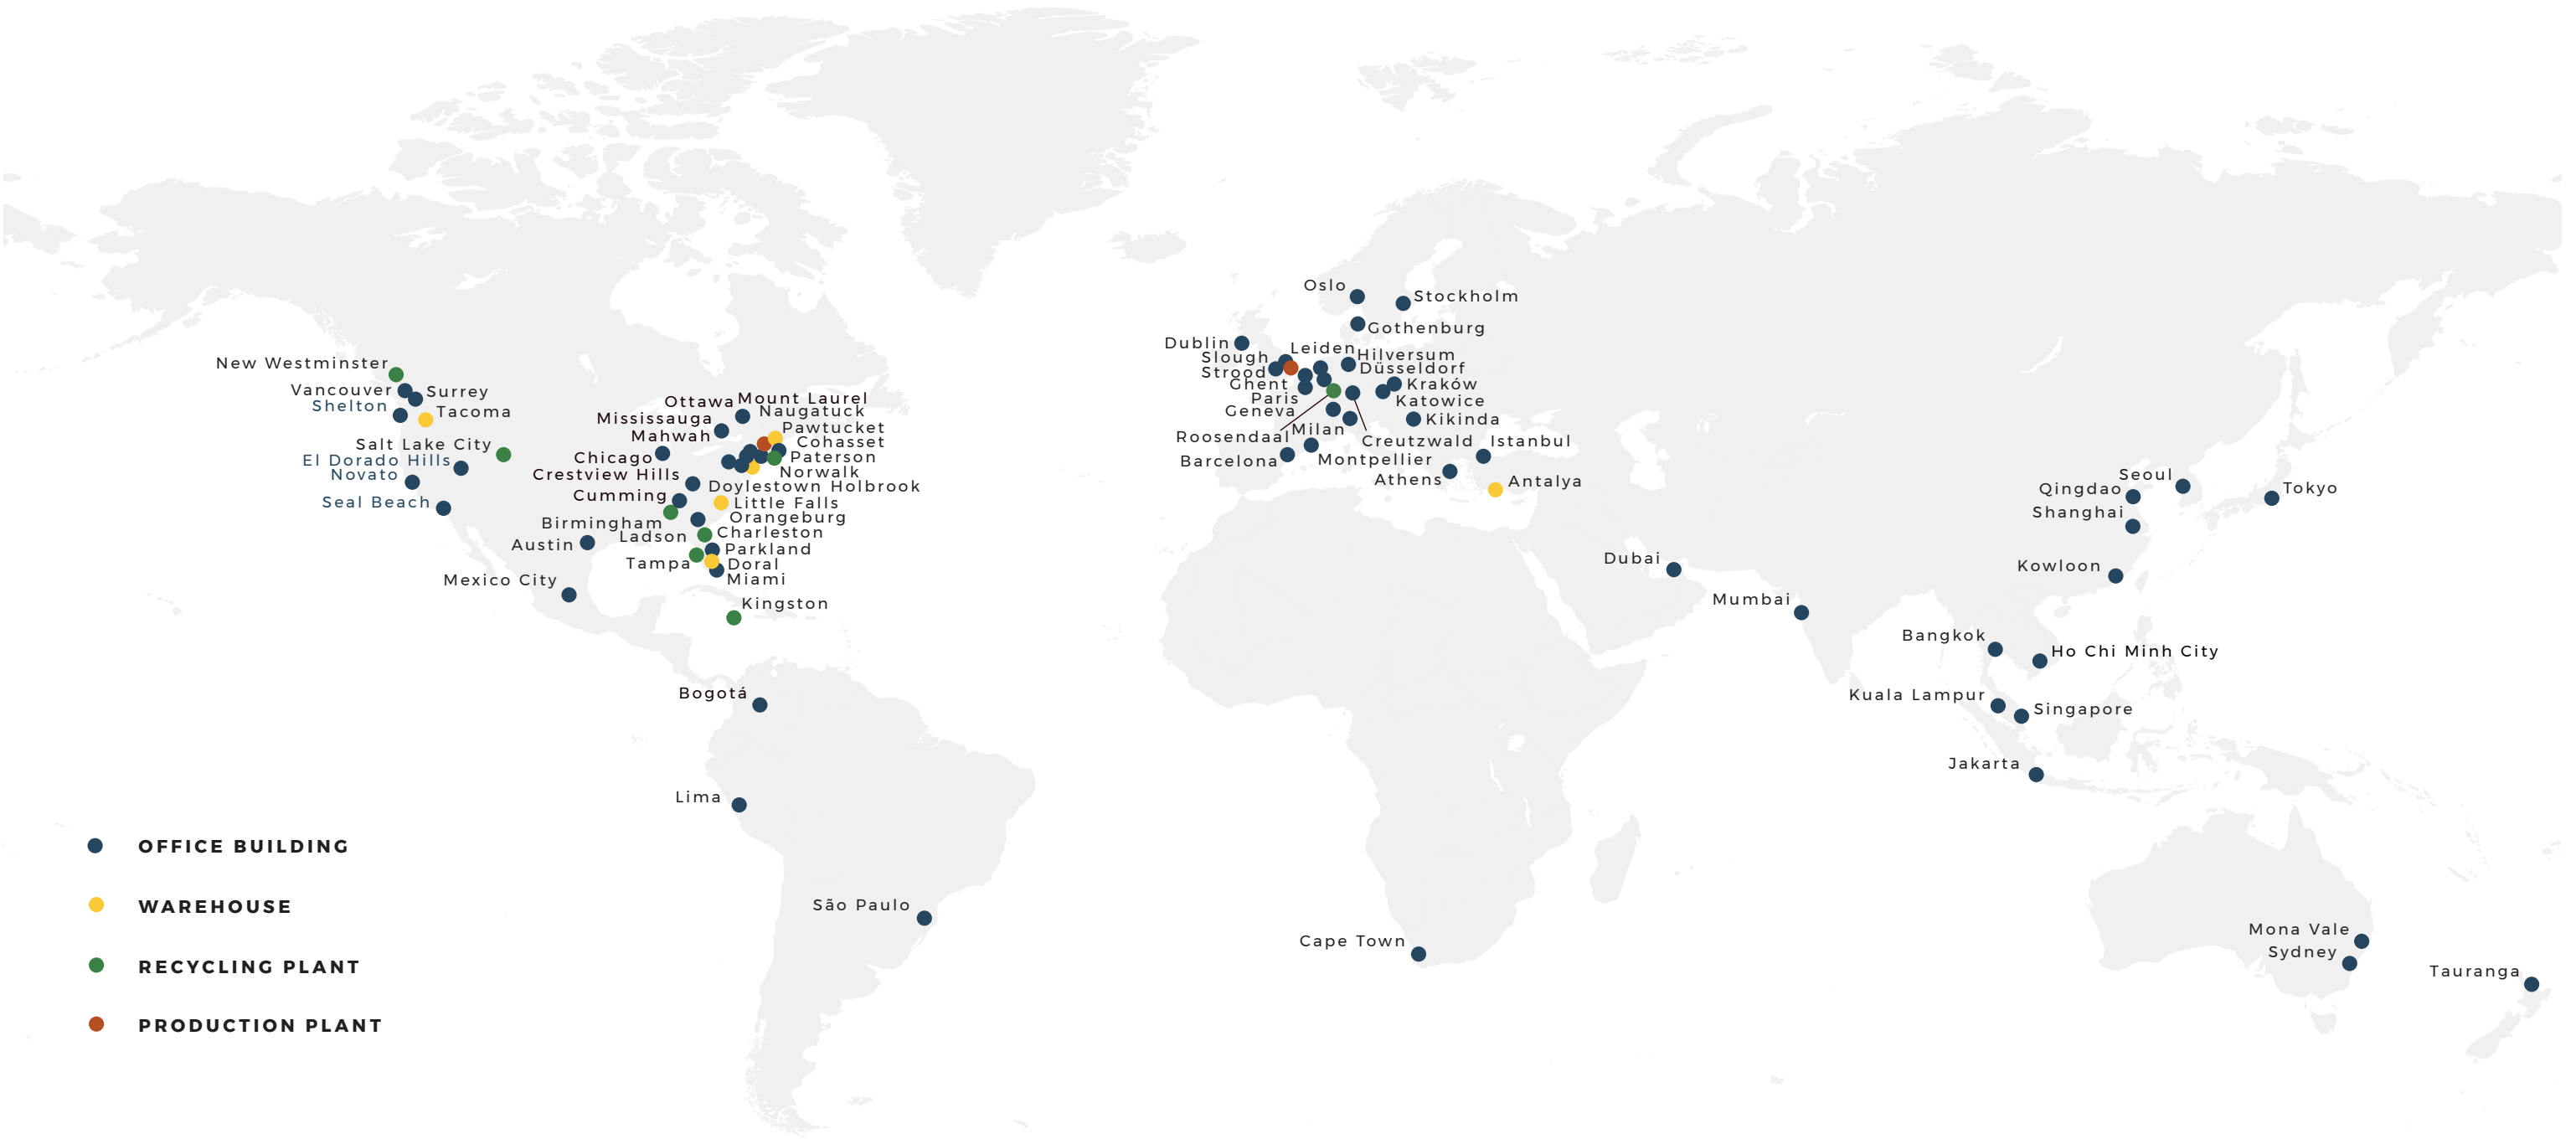 Oslo
Stockholm
Gothenburg
Dublin
Leiden
Slough
Hilversum
Strood
Düsseldorf
Ghent
Kraków
Paris
Katowice
Geneva
Kikinda
Roosendaal
Milan
Creutzwald
Istanbul
Barcelona
Montpellier
Athens
Antalya
New Westminster
Vancouver
Surrey
Shelton
Tacoma
Salt Lake City
El Dorado Hills
Novato
Seal Beach
Ottawa
Mount Laurel
Mississauga
Naugatuck
Mahwah
Pawtucket
Cohasset
Chicago
Paterson
Crestview Hills
Norwalk
Doylestown Holbrook
Cumming
Little Falls
Birmingham
Orangeburg
Ladson
Charleston
Austin
Parkland
Tampa
Doral
Miami
Mexico City
Kingston
Bogotá
Lima
São Paulo
Cape Town
Dubai
Mumbai
Seoul
Qingdao
Tokyo
Shanghai
Kowloon
Bangkok
Ho Chi Minh City
Kuala Lampur
Singapore
Jakarta
Mona Vale
Sydney
Tauranga
OFFICE BUILDING
WAREHOUSE
RECYCLING PLANT
PRODUCTION PLANT